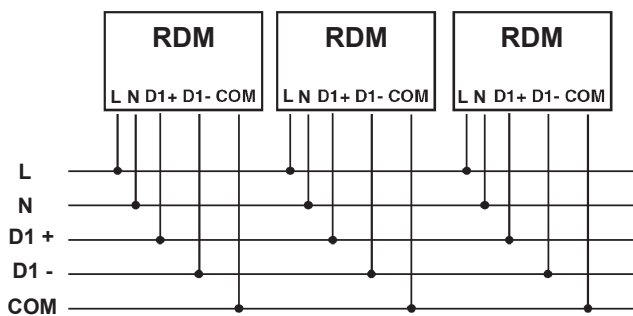 RDM RDM RDM
L N D1+ D1- COM L N D1+ D1- COM L N D1+ D1- COM
L
N
D1 +
D1 -
COM